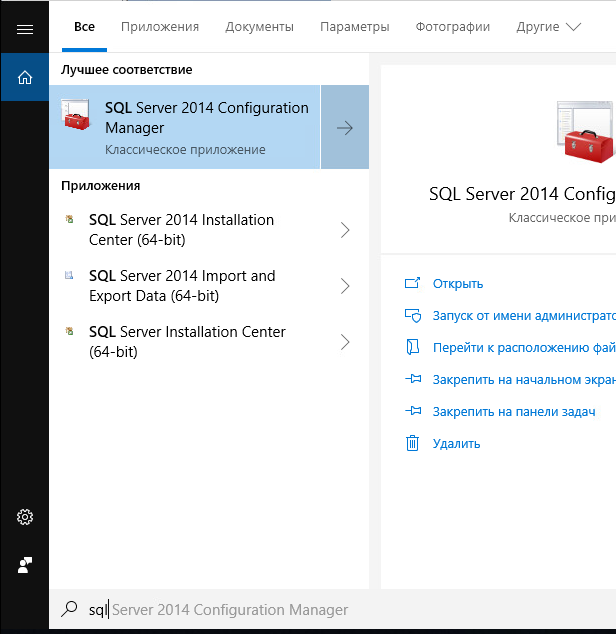 Все Приложения Документы Параметры Фотографии Другие
Лучшее соответствие
SQL Server 2014 Configuration
Manager
Классическое приложение
Приложения
SQL Server 2014 Installation
Center (64-bit)
SQL Server 2014 Import and
Export Data (64-bit)
SQL Server Installation Center
(64-bit)
SQL Server 2014 Config
Классическое при
Открыть
Запуск от имени администрато
Перейти к расположению фай
Закрепить на начальном экран
Закрепить на панели задач
Удалить
sql Server 2014 Configuration Manager